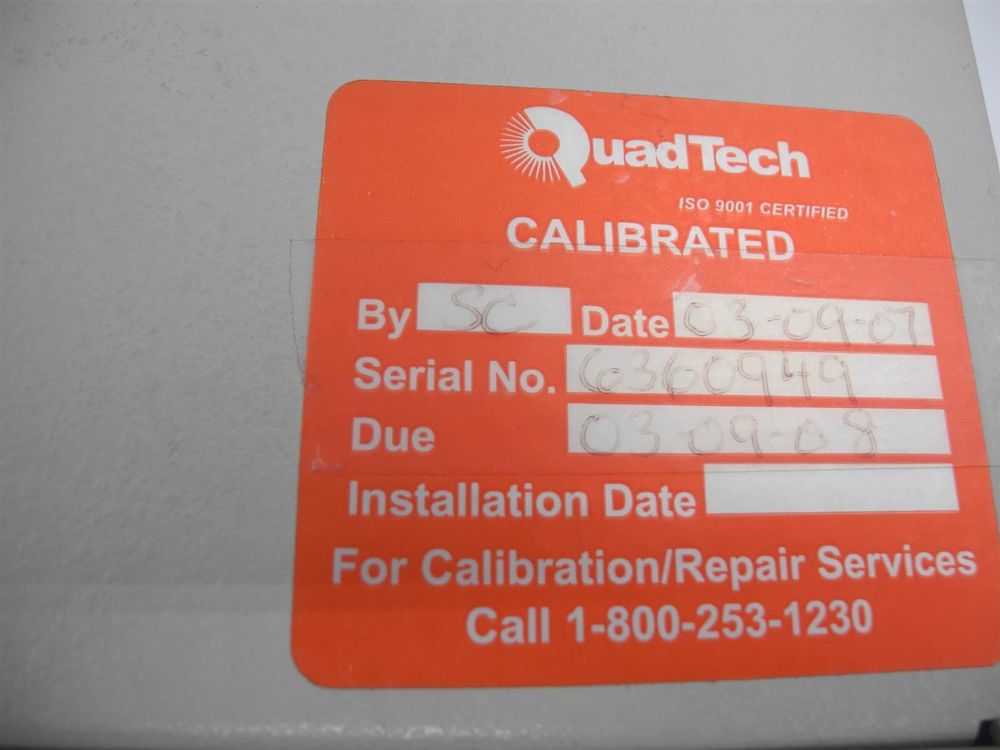 QuadTech
ISO 9001 CERTIFIED
CALIBRATED
By SC Date 03-09-07
Serial No. 6360949
Due 03-09-08
Installation Date
For Calibration/Repair Services
Call 1-800-253-1230